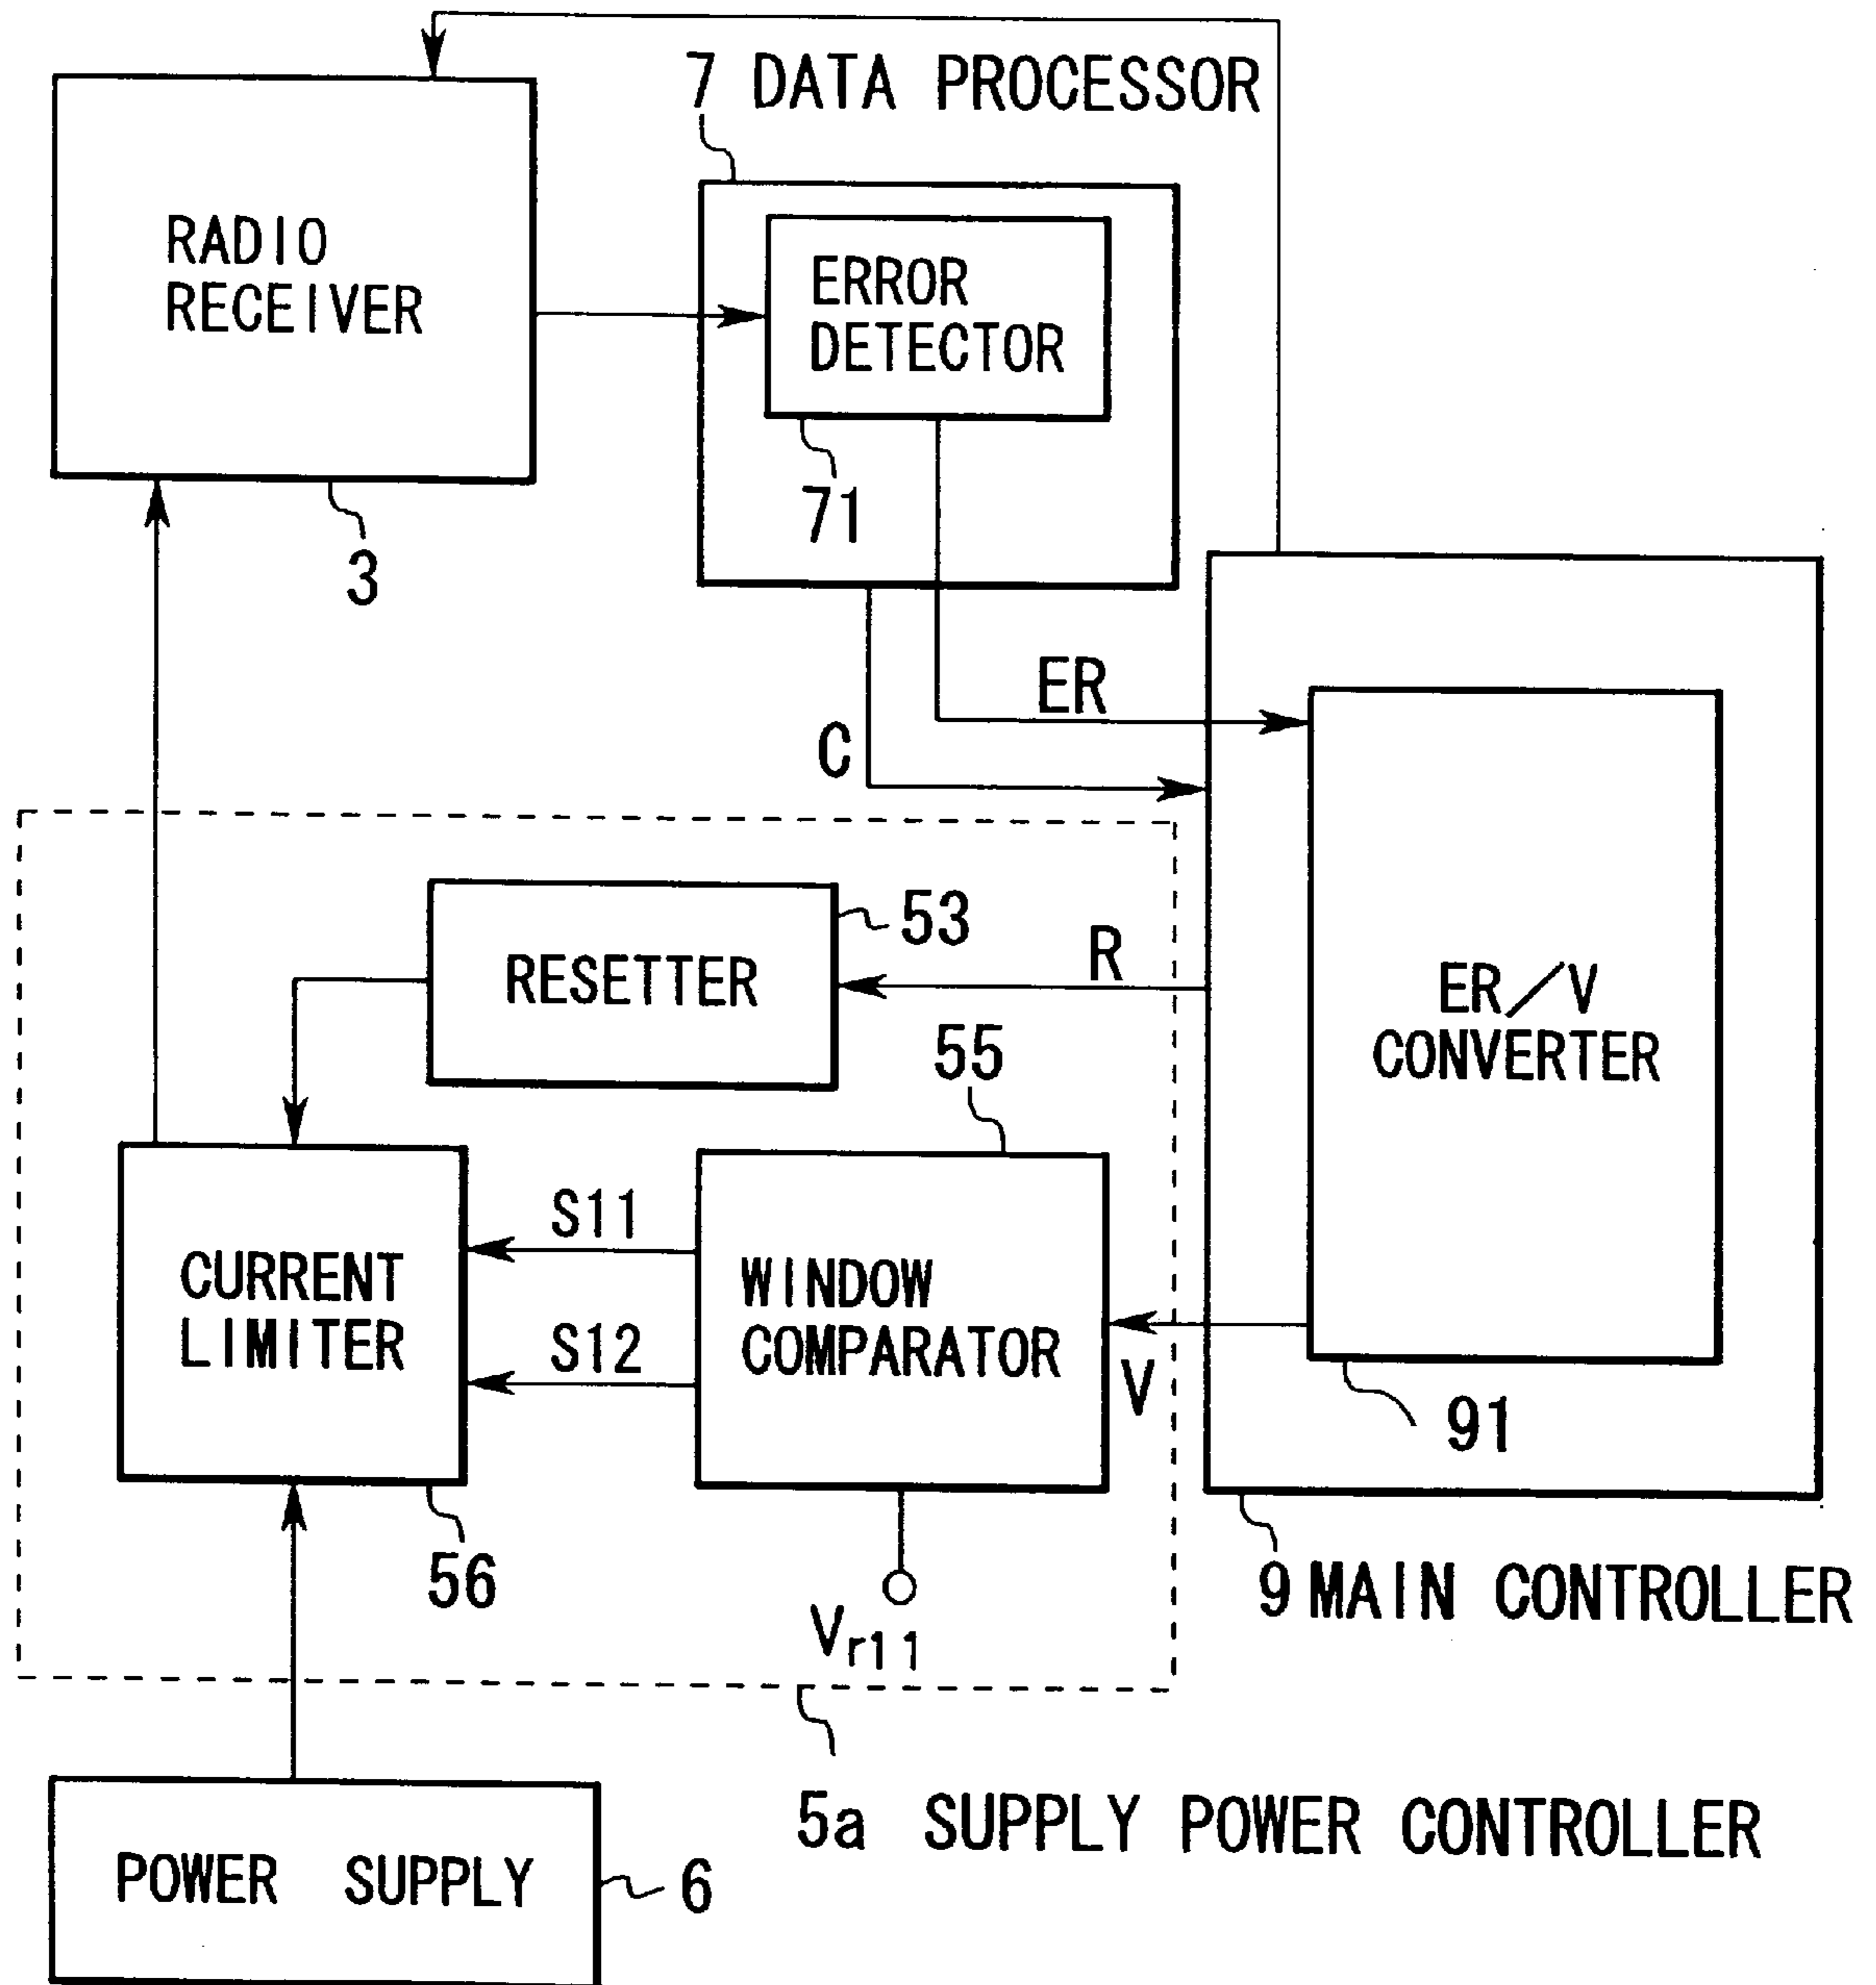 7 DATA PROCESSOR
RADIO
RECEIVER
3
ERROR
DETECTOR
71
ER
C
53
RESETTER
R
55
ER/V
CONVERTER
S11
S12
CURRENT
LIMITER
WINDOW
COMPARATOR
V
91
56
Vr11
9 MAIN CONTROLLER
5a SUPPLY POWER CONTROLLER
POWER SUPPLY
6